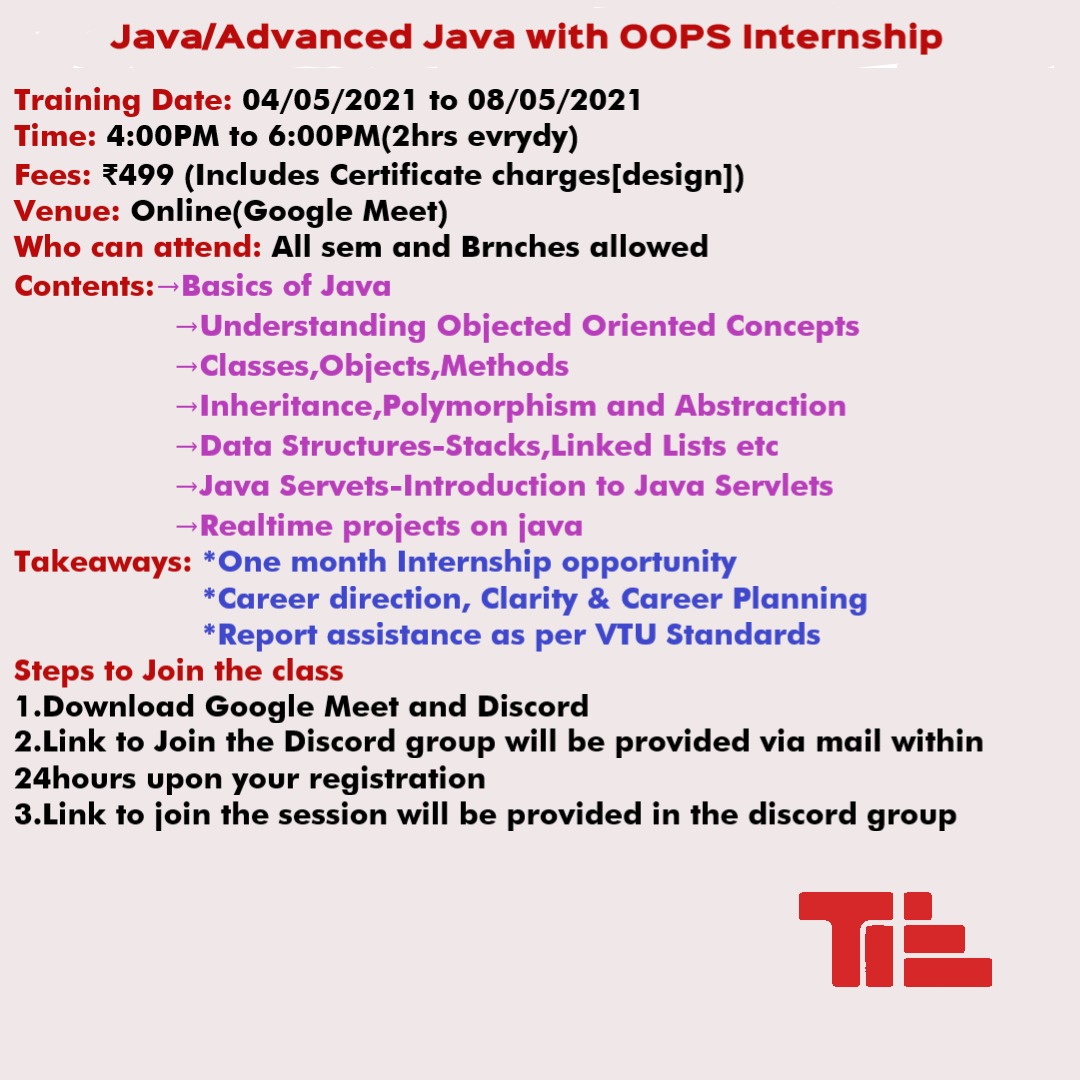 Java/Advanced Java with OOPS Internship
Training Date: 04/05/2021 to 08/05/2021
Time: 4:00PM to 6:00PM(2hrs evrydy)
Fees: ₹499 (Includes Certificate charges[design])
Venue: Online(Google Meet)
Who can attend: All sem and Brnches allowed
Contents:→Basics of Java
→Understanding Objected Oriented Concepts
→Classes,Objects,Methods
→Inheritance,Polymorphism and Abstraction
→Data Structures-Stacks,Linked Lists etc
→Java Servets-Introduction to Java Servlets
→Realtime projects on java
Takeaways: *One month Internship opportunity
*Career direction, Clarity & Career Planning
*Report assistance as per VTU Standards
Steps to Join the class
1.Download Google Meet and Discord
2.Link to Join the Discord group will be provided via mail within
24hours upon your registration
3.Link to join the session will be provided in the discord group